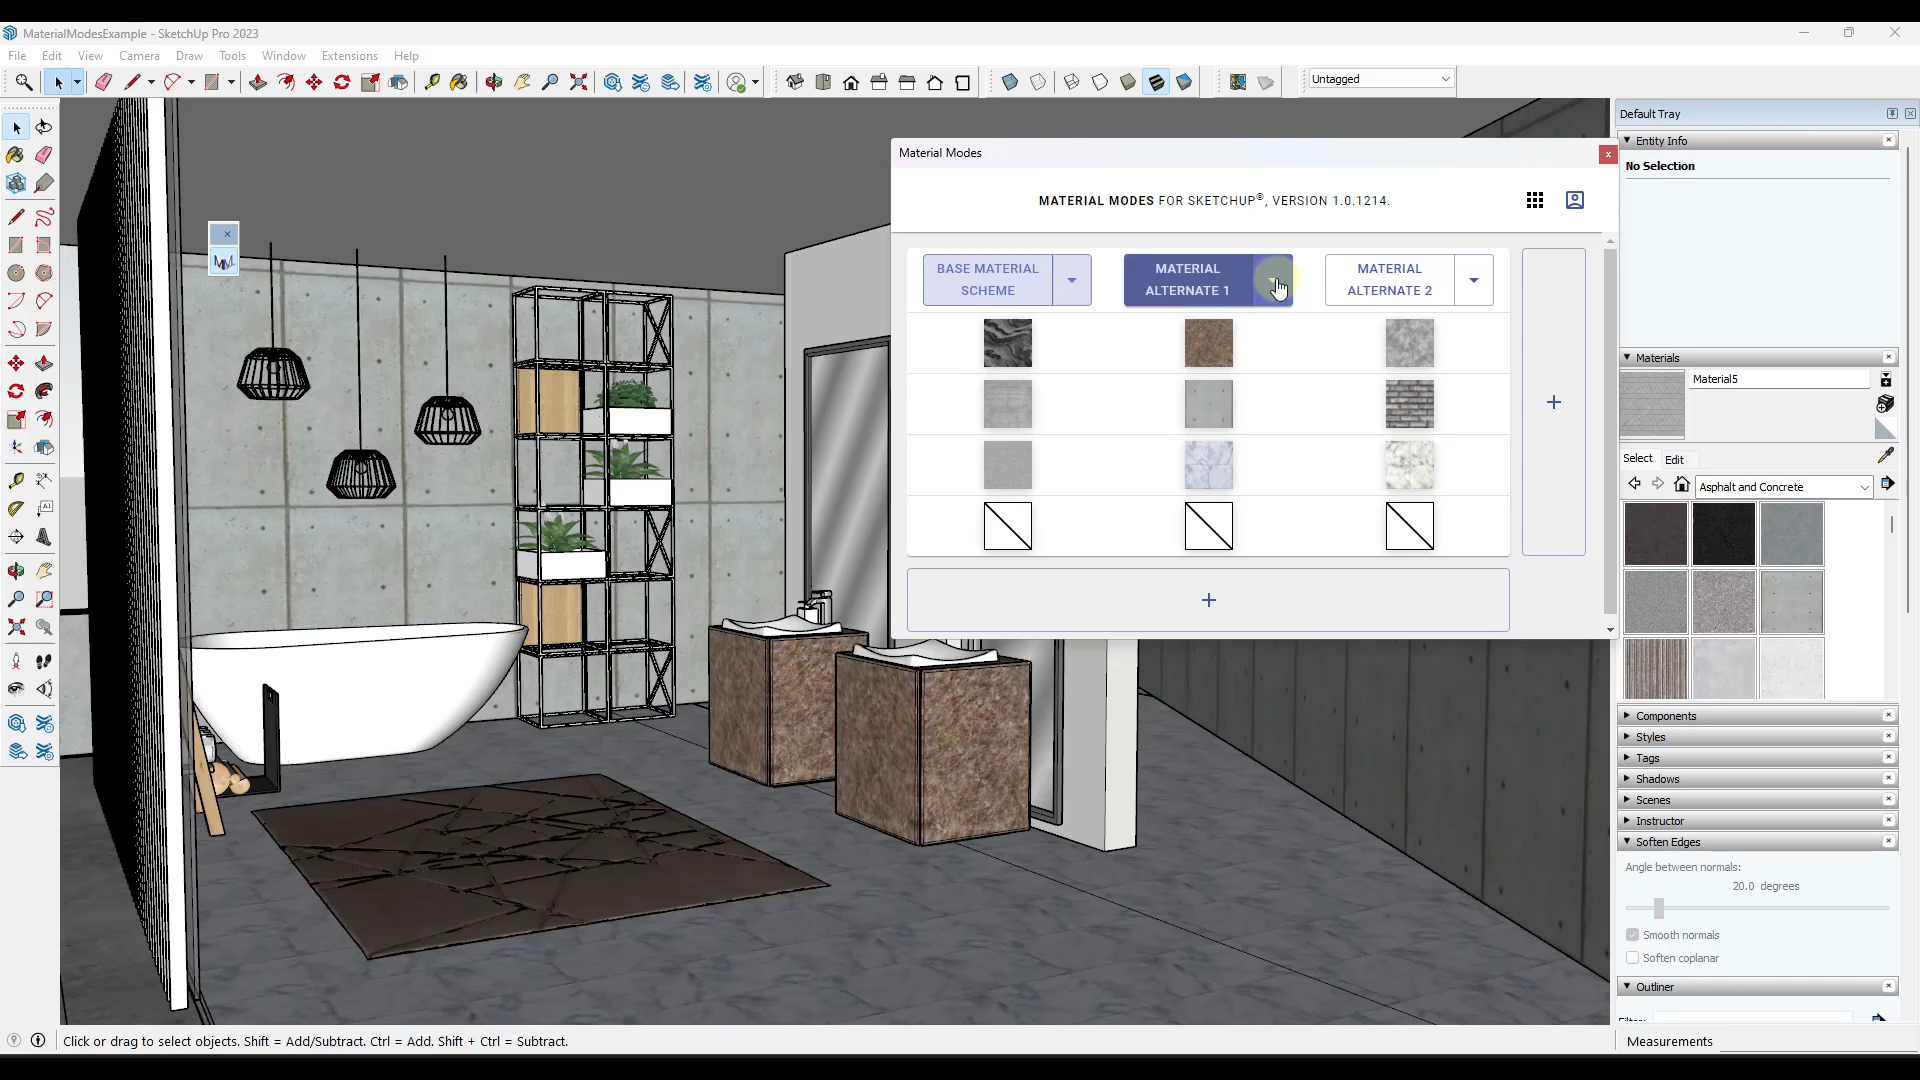 MaterialModesExample - SketchUp Pro 2023
File Edit View Camera Draw Tools Window Extensions Help
Untagged
Default Tray
Entity Info
No Selection
Material Modes
MATERIAL MODES FOR SKETCHUP®, VERSION 1.0.1214.
BASE MATERIAL
SCHEME
MATERIAL
ALTERNATE 1
MATERIAL
ALTERNATE 2
Materials
Material5
Select Edit
Asphalt and Concrete
Components
Styles
Tags
Shadows
Scenes
Instructor
Soften Edges
Angle between normals:
20.0 degrees
Smooth normals
Soften coplanar
Outliner
Click or drag to select objects. Shift = Add/Subtract. Ctrl = Add. Shift + Ctrl = Subtract.
Measurements